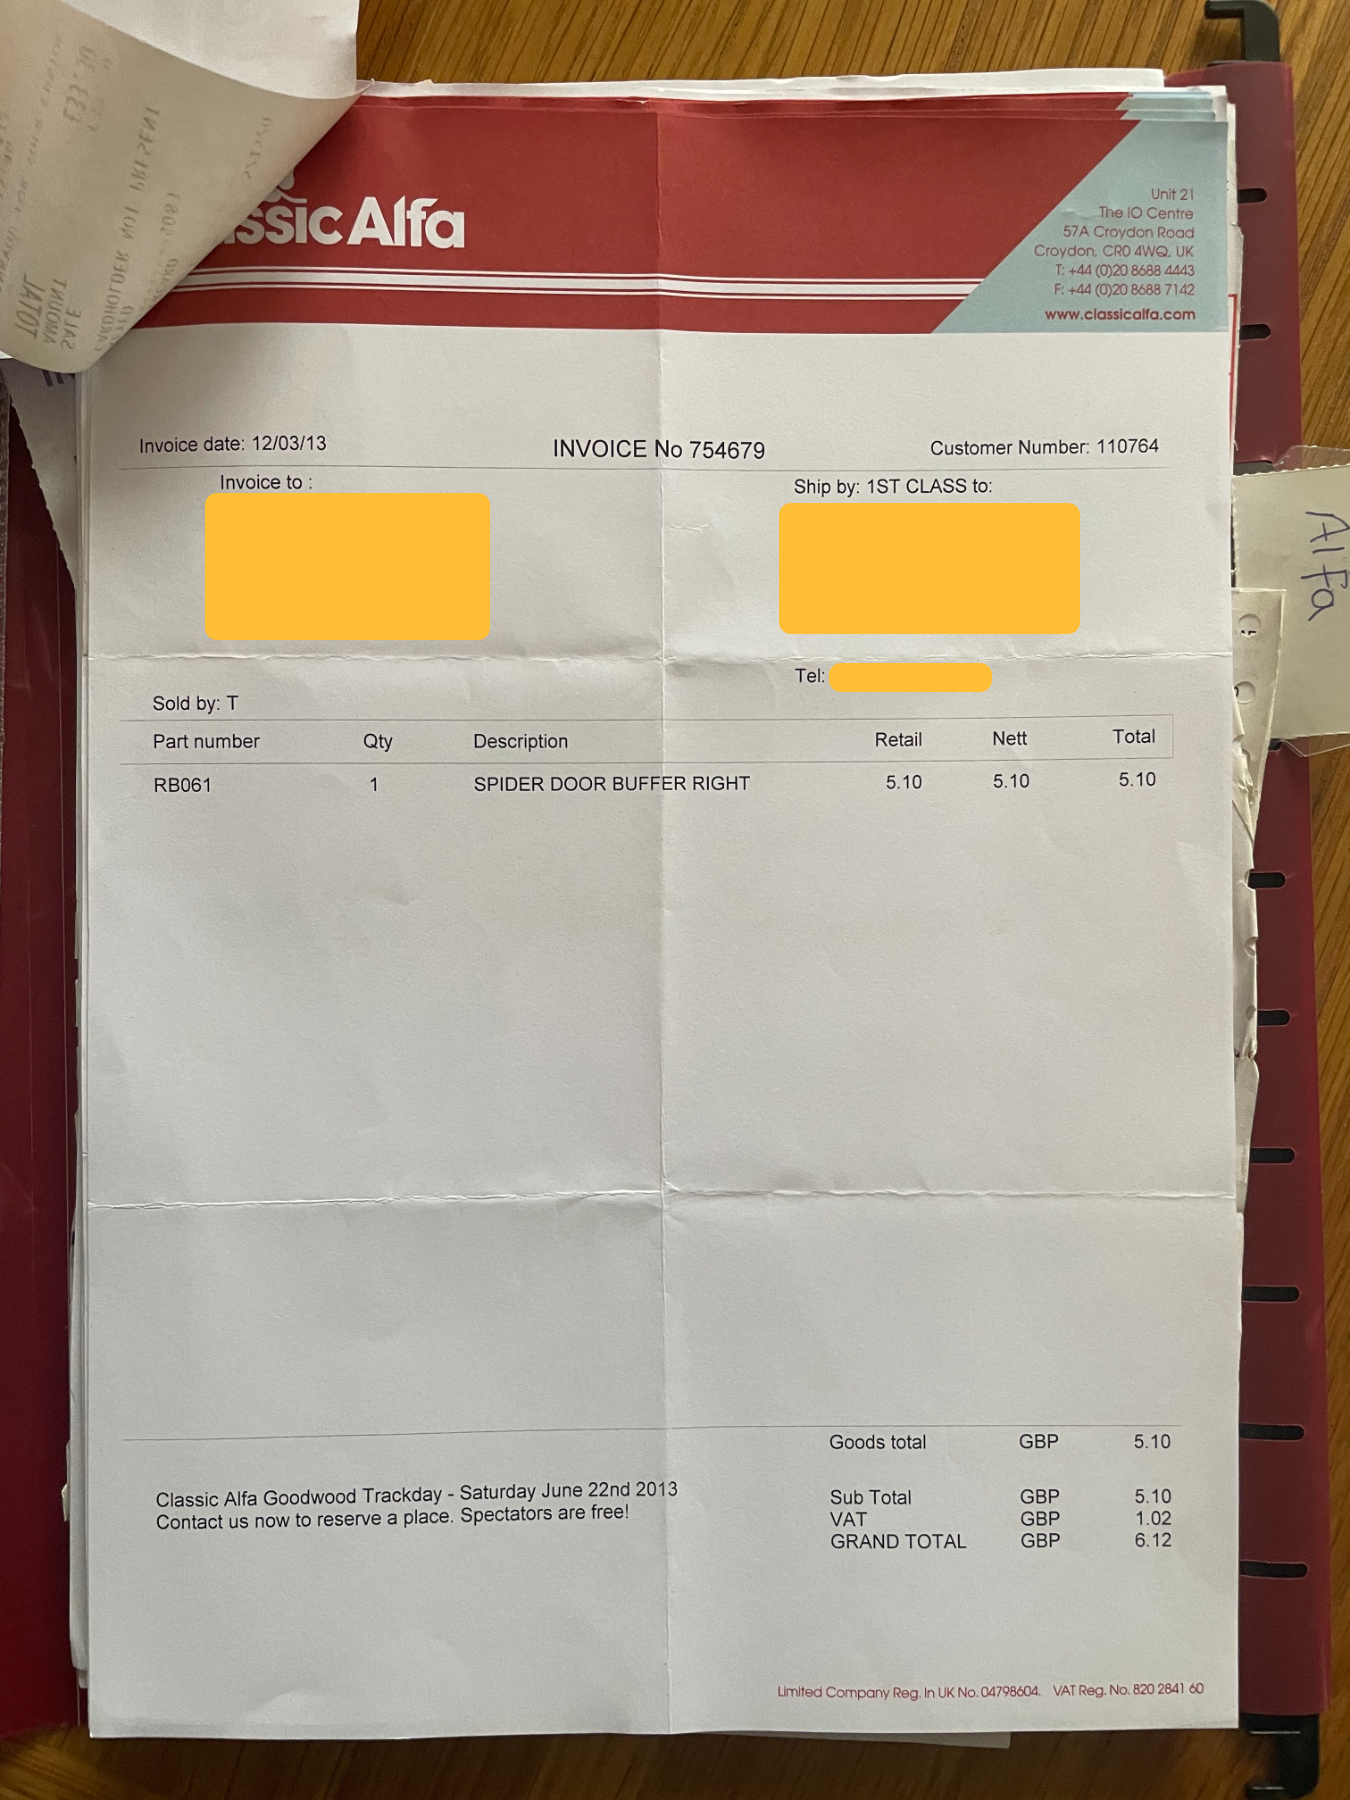 £33.30
CARDHOLDER NOT PRESENT
SALE
AMOUNT
TOTAL
ssic Alfa
Unit 21
The IO Centre
57A Croydon Road
Croydon, CR0 4WQ, UK
T: +44 (0)20 8688 4443
F: +44 (0)20 8688 7142
www.classicalfa.com
Invoice date: 12/03/13 INVOICE No 754679 Customer Number: 110764
Invoice to : Ship by: 1ST CLASS to:
Tel:
Sold by: T
Part number Qty Description Retail Nett Total
RB061 1 SPIDER DOOR BUFFER RIGHT 5.10 5.10 5.10
Goods total GBP 5.10
Classic Alfa Goodwood Trackday - Saturday June 22nd 2013
Contact us now to reserve a place. Spectators are free!
Sub Total GBP 5.10
VAT GBP 1.02
GRAND TOTAL GBP 6.12
Limited Company Reg. In UK No. 04798604. VAT Reg. No. 820 2841 60
Alfa